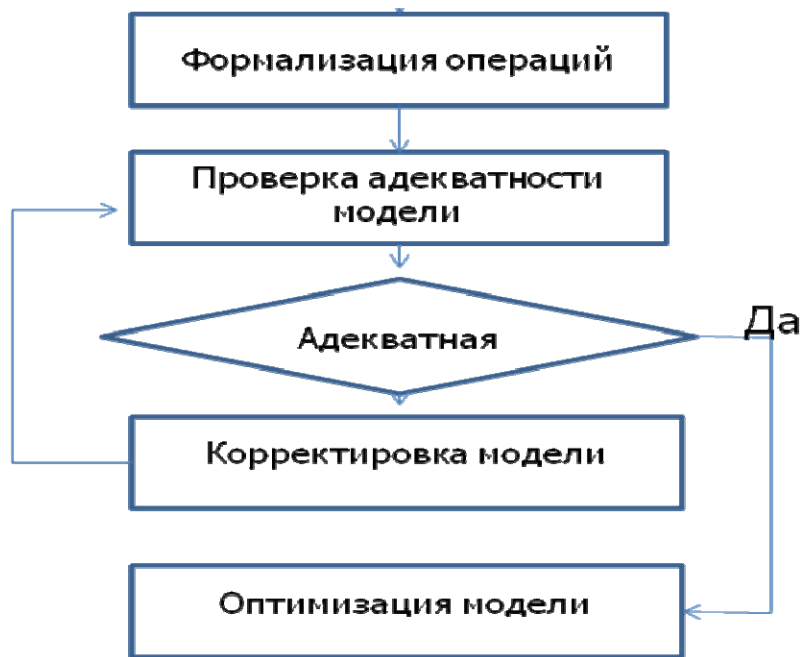 Формализация операций
Проверка адекватности
модели
Да
Адекватная
Корректировка модели
Оптимизация модели